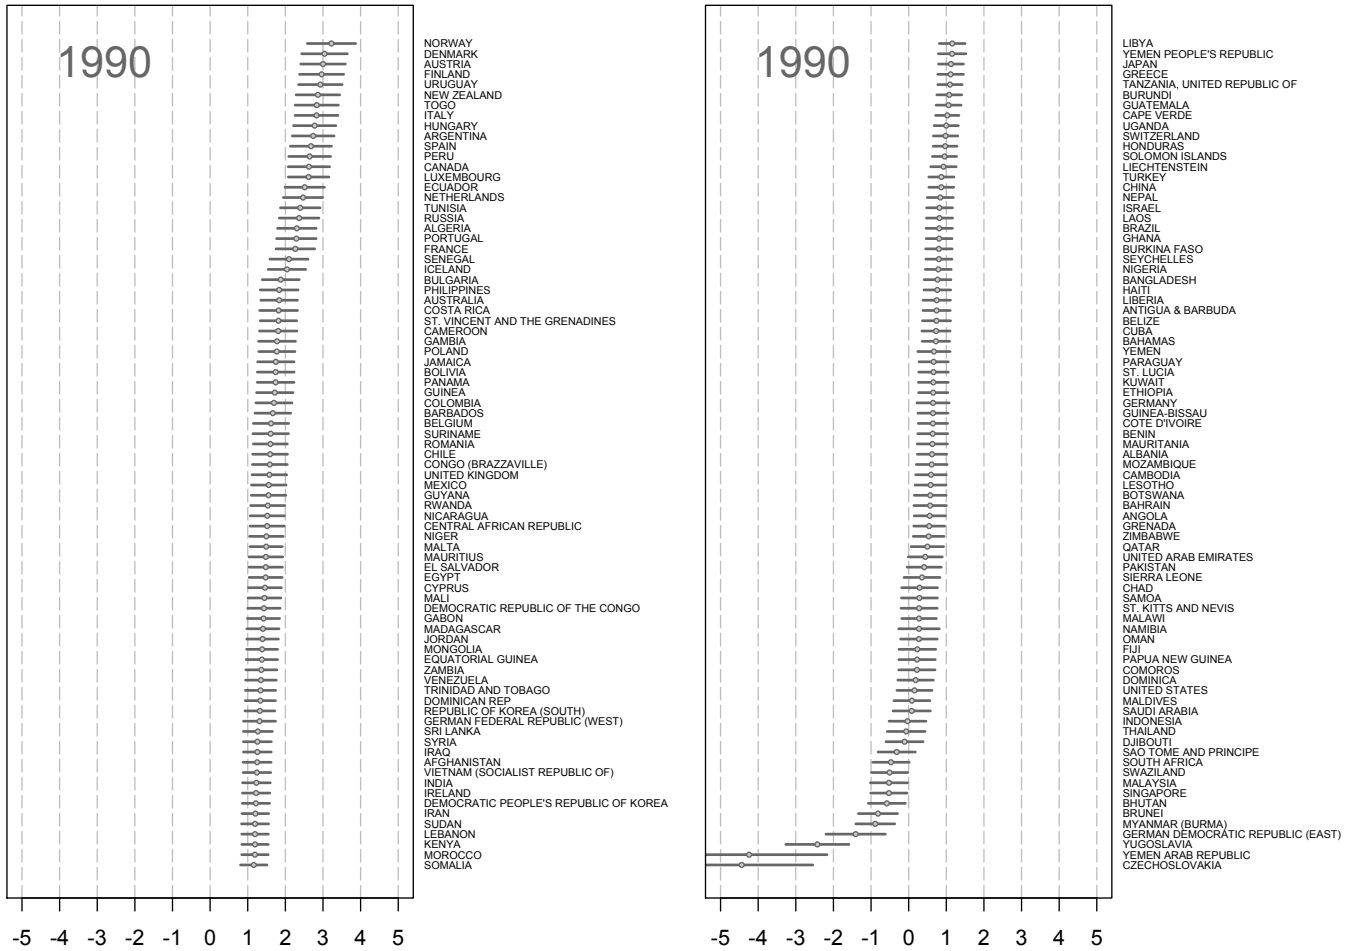 1990
NORWAY
DENMARK
AUSTRIA
FINLAND
URUGUAY
NEW ZEALAND
TOGO
ITALY
HUNGARY
ARGENTINA
SPAIN
PERU
CANADA
LUXEMBOURG
ECUADOR
NETHERLANDS
TUNISIA
RUSSIA
ALGERIA
PORTUGAL
FRANCE
SENEGAL
ICELAND
BULGARIA
PHILIPPINES
AUSTRALIA
COSTA RICA
ST. VINCENT AND THE GRENADINES
CAMEROON
GAMBIA
POLAND
JAMAICA
BOLIVIA
PANAMA
GUINEA
COLOMBIA
BARBADOS
BELGIUM
SURINAME
ROMANIA
CHILE
CONGO (BRAZZAVILLE)
UNITED KINGDOM
MEXICO
GUYANA
RWANDA
NICARAGUA
CENTRAL AFRICAN REPUBLIC
NIGER
MALTA
MAURITIUS
EL SALVADOR
EGYPT
CYPRUS
MALI
DEMOCRATIC REPUBLIC OF THE CONGO
GABON
MADAGASCAR
JORDAN
MONGOLIA
EQUATORIAL GUINEA
ZAMBIA
VENEZUELA
TRINIDAD AND TOBAGO
DOMINICAN REP
REPUBLIC OF KOREA (SOUTH)
GERMAN FEDERAL REPUBLIC (WEST)
SRI LANKA
SYRIA
IRAQ
AFGHANISTAN
VIETNAM (SOCIALIST REPUBLIC OF)
INDIA
IRELAND
DEMOCRATIC PEOPLE'S REPUBLIC OF KOREA
IRAN
SUDAN
LEBANON
KENYA
MOROCCO
SOMALIA
-5 -4 -3 -2 -1 0 1 2 3 4 5
1990
LIBYA
YEMEN PEOPLE'S REPUBLIC
JAPAN
GREECE
TANZANIA, UNITED REPUBLIC OF
BURUNDI
GUATEMALA
CAPE VERDE
UGANDA
SWITZERLAND
HONDURAS
SOLOMON ISLANDS
LIECHTENSTEIN
TURKEY
CHINA
NEPAL
ISRAEL
LAOS
BRAZIL
GHANA
BURKINA FASO
SEYCHELLES
NIGERIA
BANGLADESH
HAITI
LIBERIA
ANTIGUA & BARBUDA
BELIZE
CUBA
BAHAMAS
YEMEN
PARAGUAY
ST. LUCIA
KUWAIT
ETHIOPIA
GERMANY
GUINEA-BISSAU
COTE D'IVOIRE
BENIN
MAURITANIA
ALBANIA
MOZAMBIQUE
CAMBODIA
LESOTHO
BOTSWANA
BAHRAIN
ANGOLA
GRENADA
ZIMBABWE
QATAR
UNITED ARAB EMIRATES
PAKISTAN
SIERRA LEONE
CHAD
SAMOA
ST. KITTS AND NEVIS
MALAWI
NAMIBIA
OMAN
FIJI
PAPUA NEW GUINEA
COMOROS
DOMINICA
UNITED STATES
MALDIVES
SAUDI ARABIA
INDONESIA
THAILAND
DJIBOUTI
SAO TOME AND PRINCIPE
SOUTH AFRICA
SWAZILAND
MALAYSIA
SINGAPORE
BHUTAN
BRUNEI
MYANMAR (BURMA)
GERMAN DEMOCRATIC REPUBLIC (EAST)
YUGOSLAVIA
YEMEN ARAB REPUBLIC
CZECHOSLOVAKIA
-5 -4 -3 -2 -1 0 1 2 3 4 5